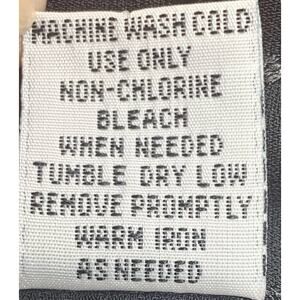 MACHINE WASH COLD
USE ONLY
NON-CHLORINE
BLEACH
WHEN NEEDED
TUMBLE DRY LOW
REMOVE PROMPTLY
WARM IRON
AS NEEDED